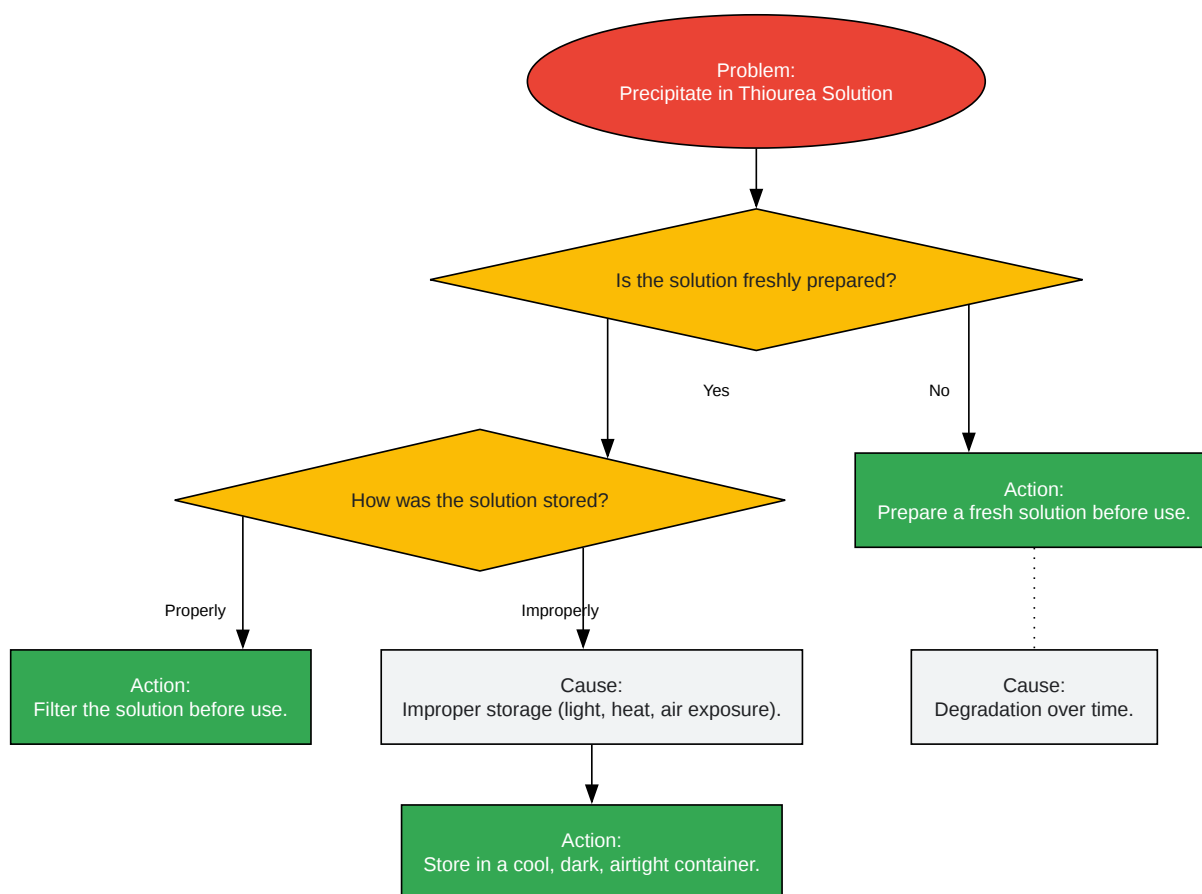 Problem:
Precipitate in Thiourea Solution
Is the solution freshly prepared?
Yes
No
How was the solution stored?
Action:
Prepare a fresh solution before use.
Properly
Improperly
Action:
Filter the solution before use.
Cause:
Improper storage (light, heat, air exposure).
Cause:
Degradation over time.
Action:
Store in a cool, dark, airtight container.